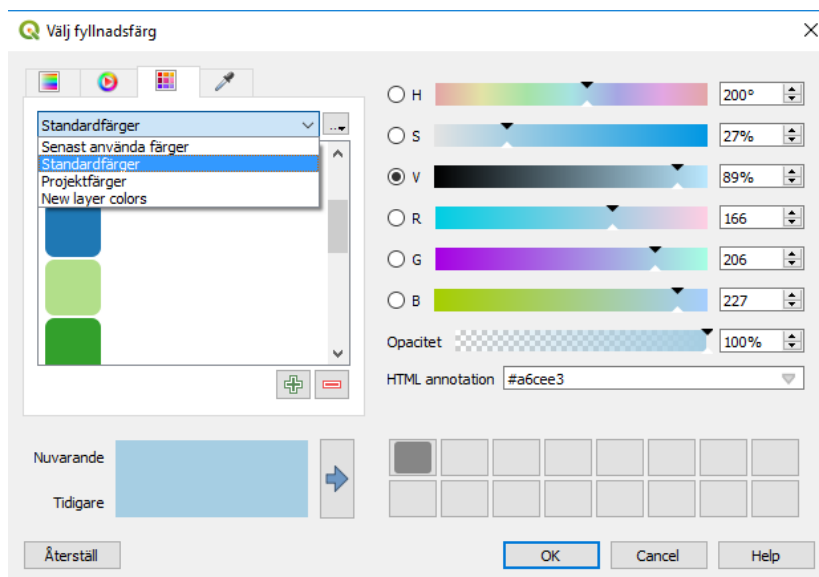 Välj fyllnadsfärg
Standardfärger
...
Senast använda färger
Standardfärger
Projektfärger
New layer colors
H 200°
S 27%
V 89%
R 166
G 206
B 227
Opacitet 100%
HTML annotation #a6cee3
Nuvarande
Tidigare
Återställ
OK
Cancel
Help